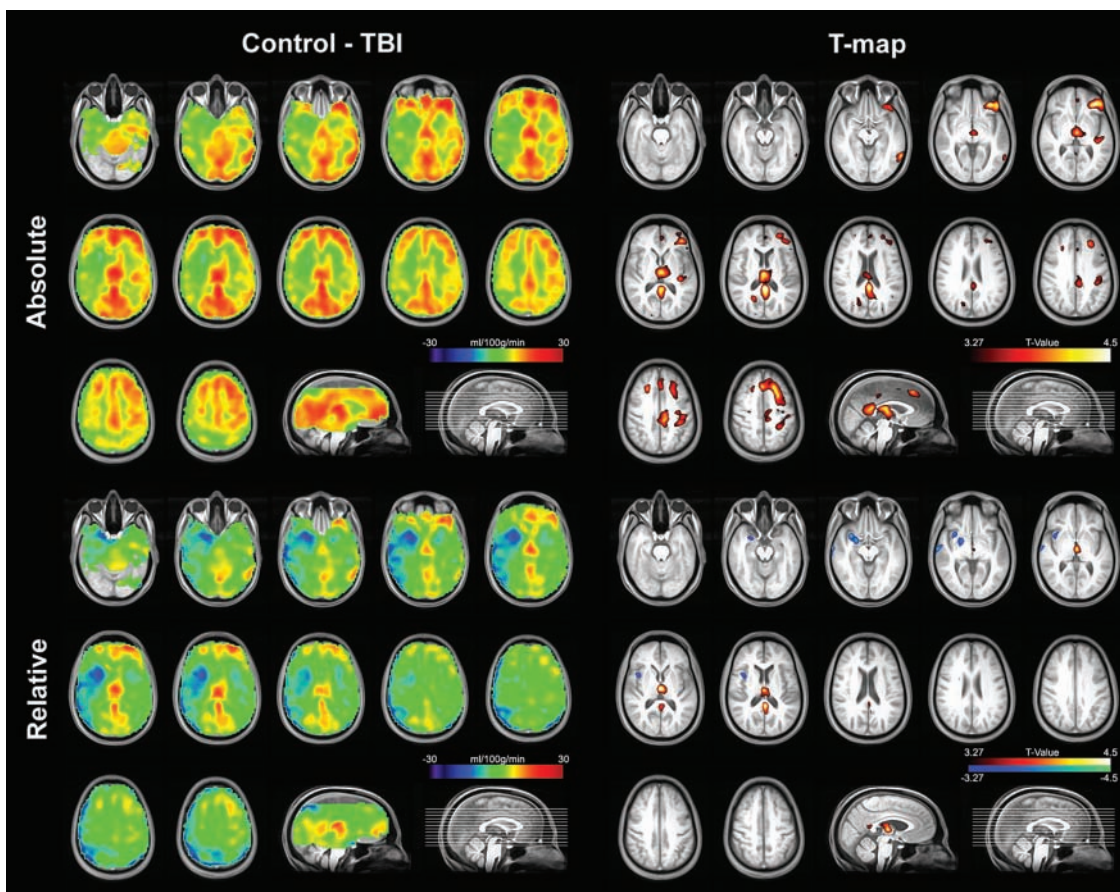 Control - TBI
T-map
Absolute
-30 ml/100g/min 30
3.27 T-Value 4.5
Relative
-30 ml/100g/min 30
3.27 T-Value 4.5
-3.27 -4.5